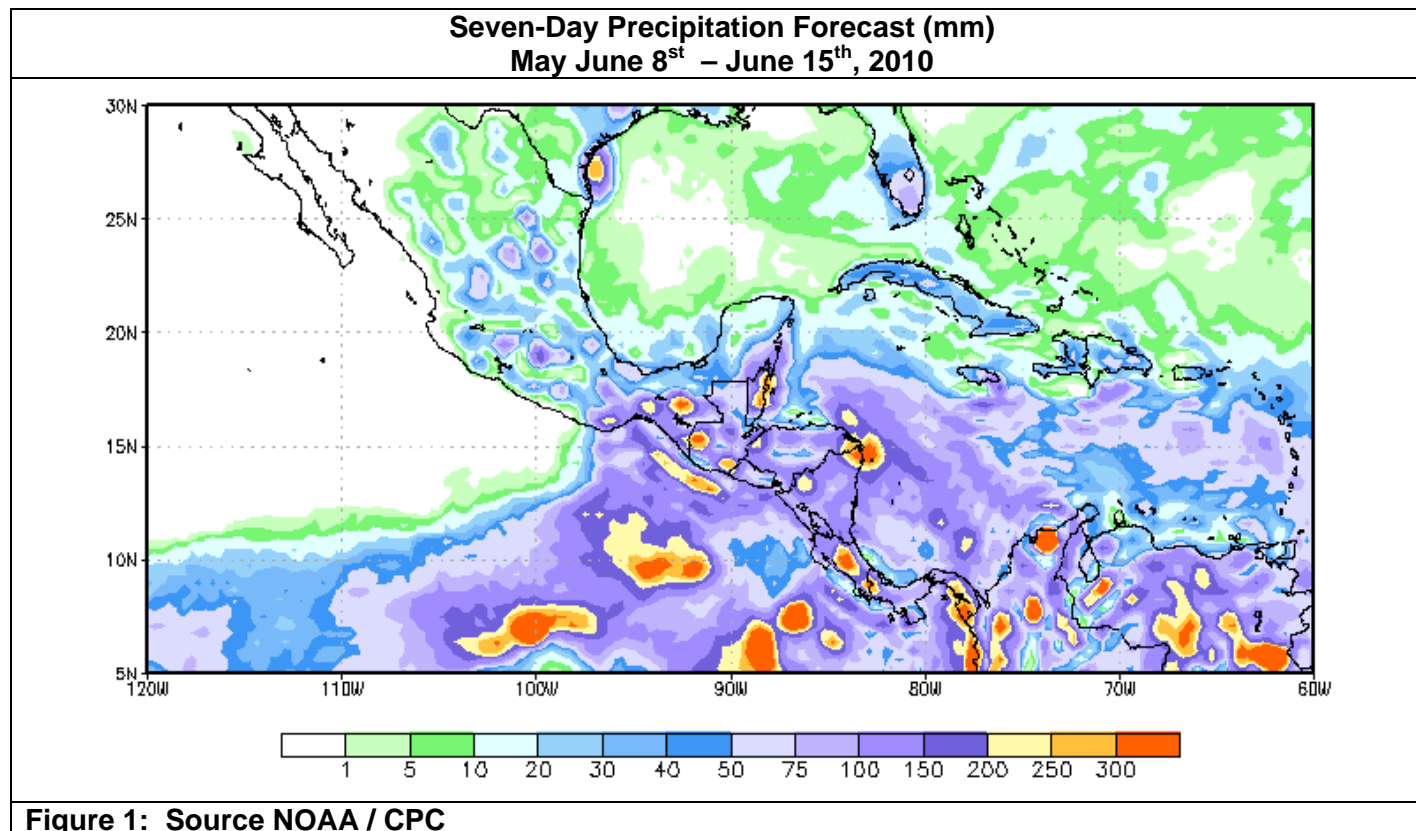 Seven-Day Precipitation Forecast (mm)
May June 8st – June 15th, 2010
30N
25N
20N
15N
10N
5N
120W 110W 100W 90W 80W 70W 60W
1 5 10 20 30 40 50 75 100 150 200 250 300
Figure 1: Source NOAA / CPC